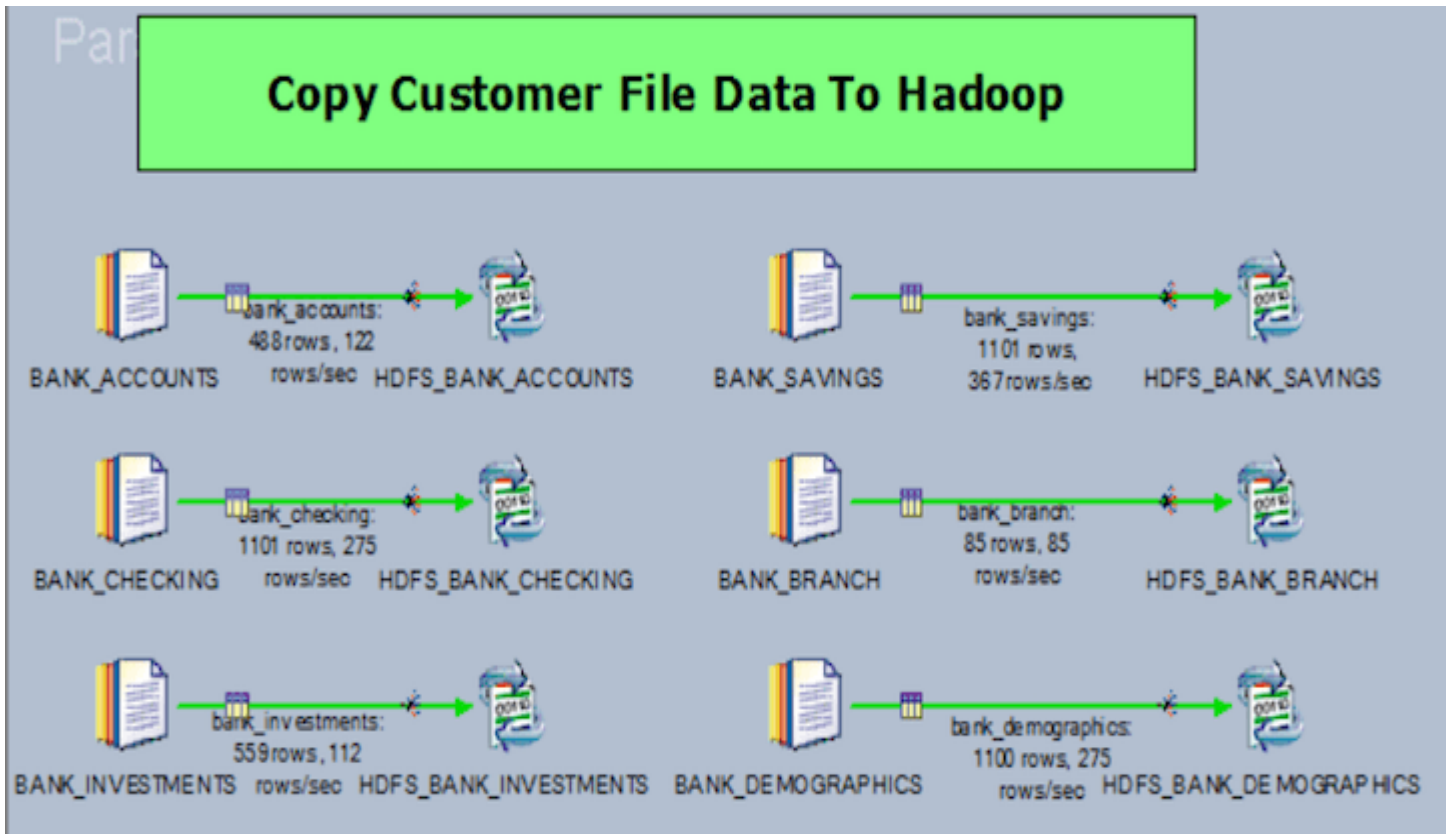 Par
Copy Customer File Data To Hadoop
bank_accounts:
488 rows, 122
rows/sec
BANK_ACCOUNTS
HDFS_BANK_ACCOUNTS
bank_savings:
1101 rows,
367 rows/sec
BANK_SAVINGS
HDFS_BANK_SAVINGS
bank_checking:
1101 rows, 275
rows/sec
BANK_CHECKING
HDFS_BANK_CHECKING
bank_branch:
85 rows, 85
rows/sec
BANK_BRANCH
HDFS_BANK_BRANCH
bank_investments:
559 rows, 112
rows/sec
BANK_INVESTMENTS
HDFS_BANK_INVESTMENTS
bank_demographics:
1100 rows, 275
rows/sec
BANK_DEMOGRAPHICS
HDFS_BANK_DEMOGRAPHICS